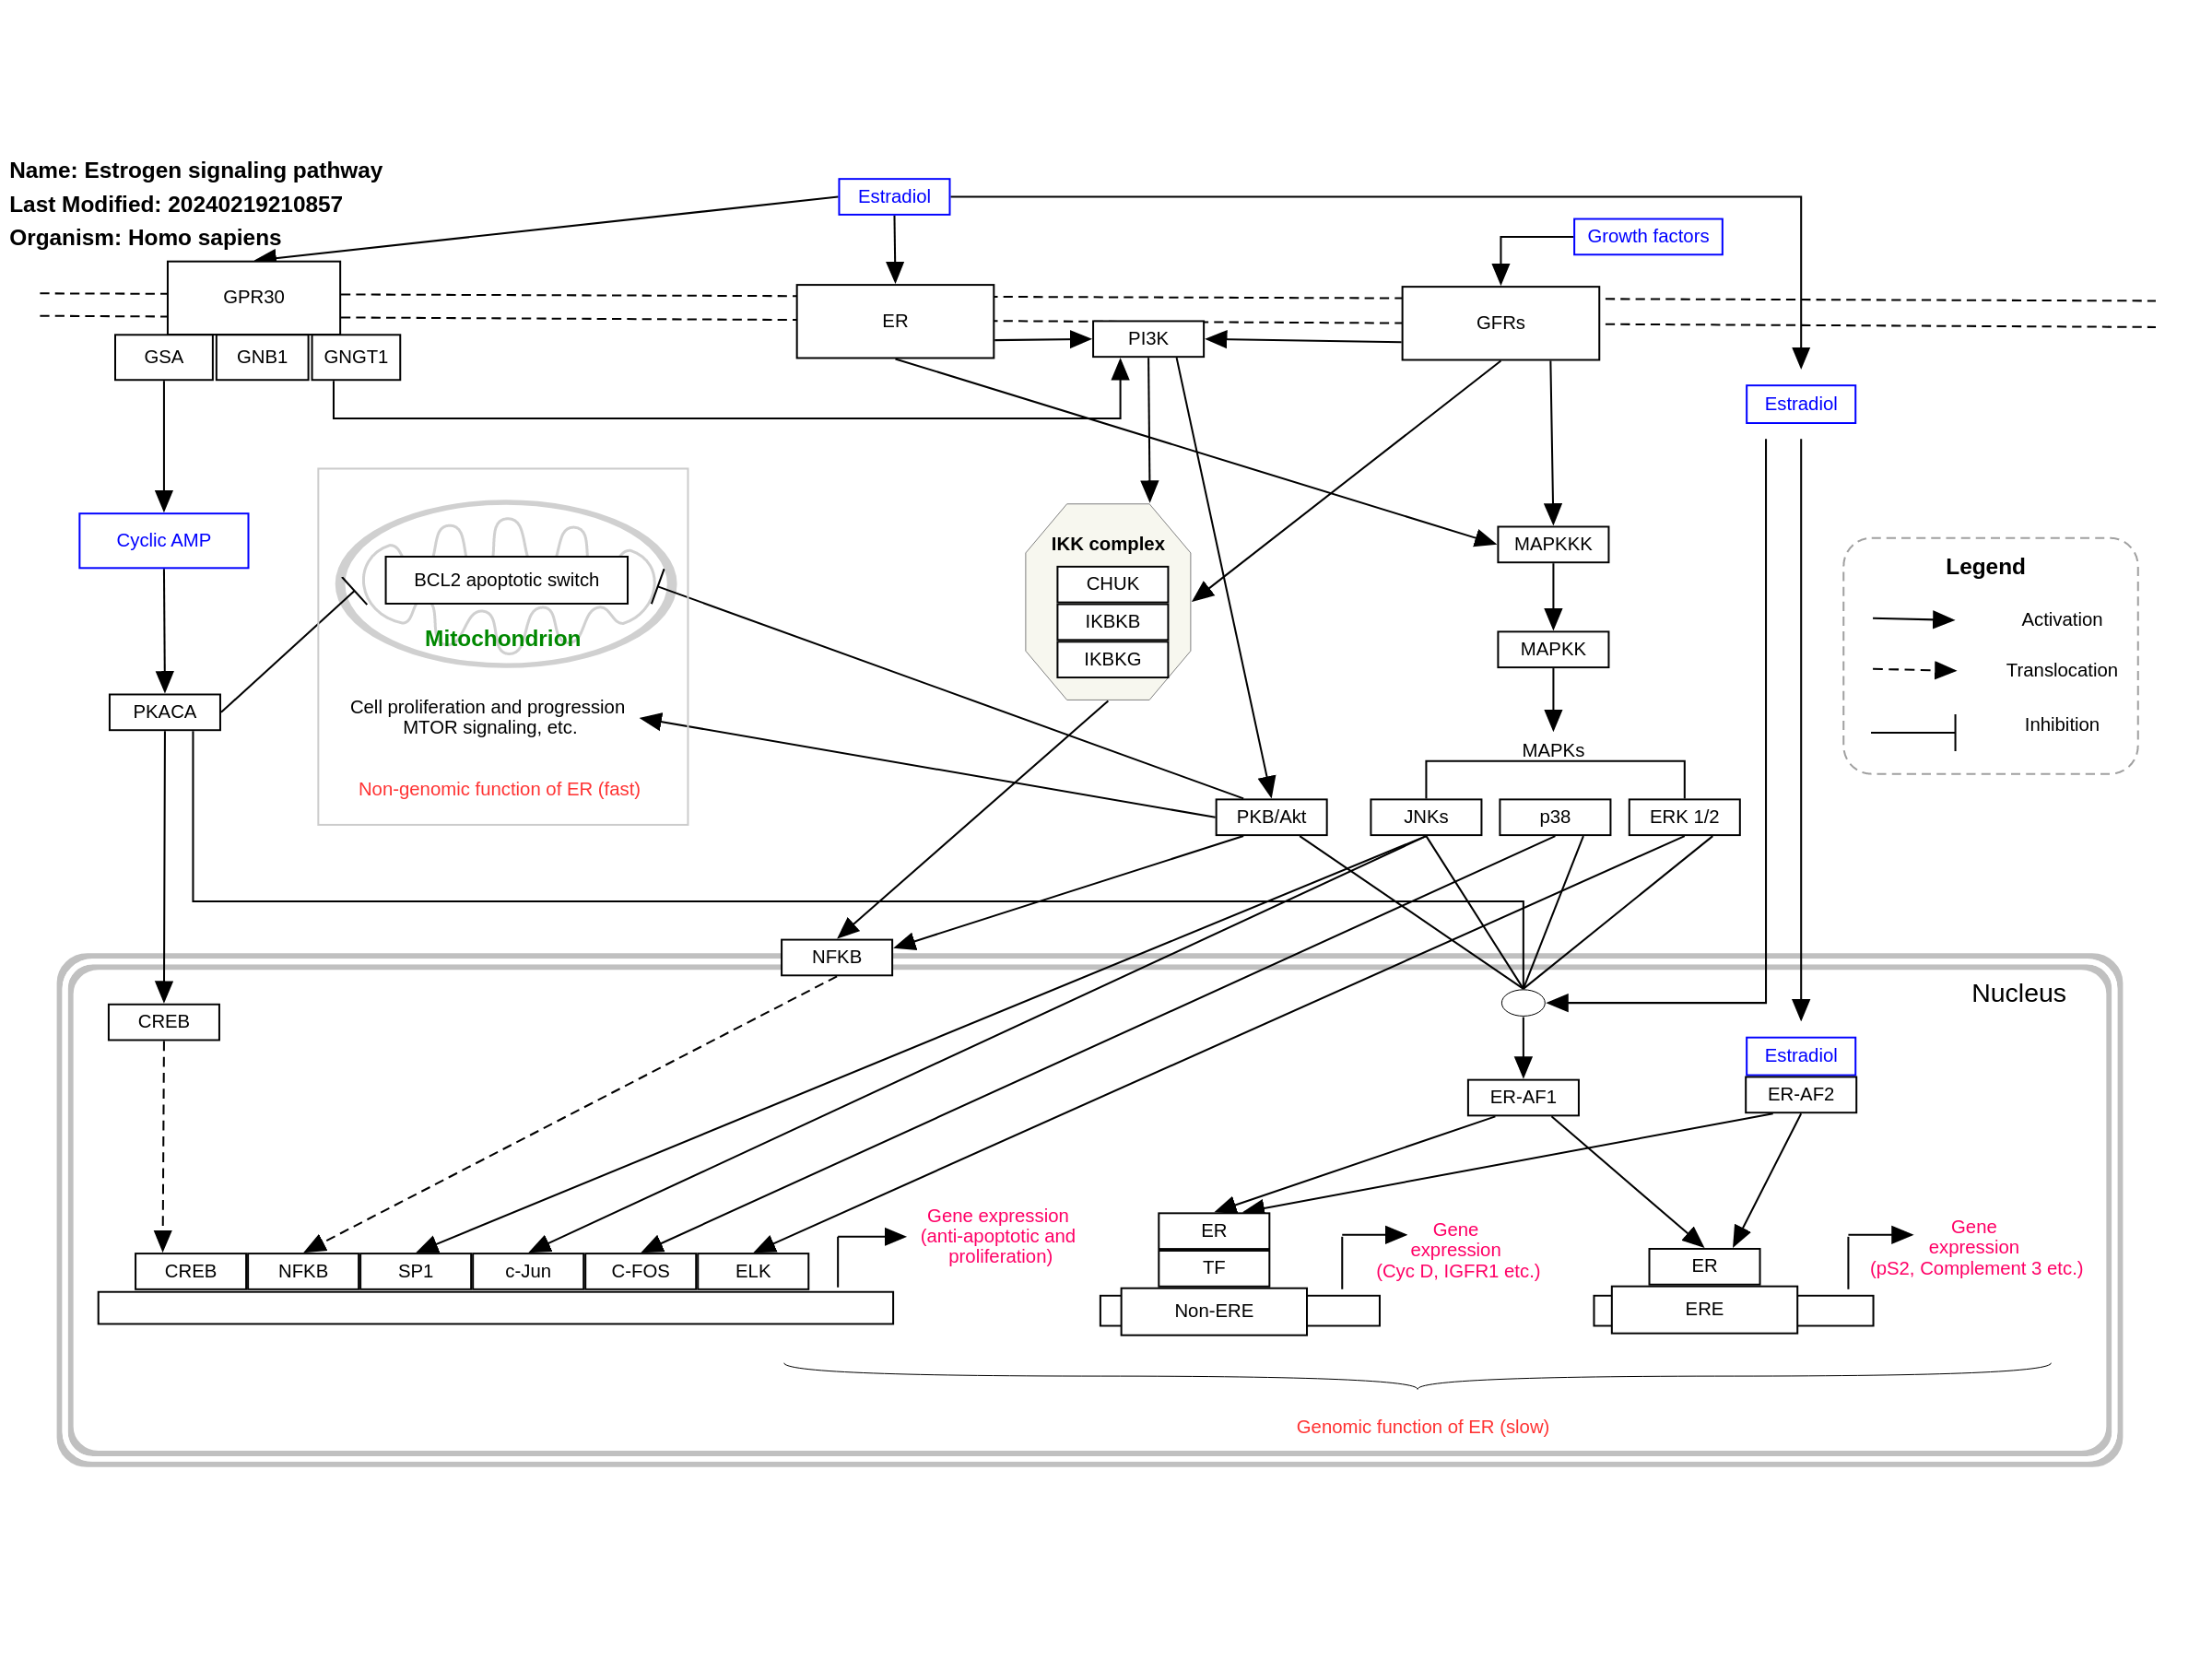 Name: Estrogen signaling pathway
Last Modified: 20240219210857
Organism: Homo sapiens
Estradiol
Growth factors
GPR30
ER
GFRs
PI3K
GSA
GNB1
GNGT1
Estradiol
Cyclic AMP
BCL2 apoptotic switch
Mitochondrion
IKK complex
CHUK
IKBKB
IKBKG
MAPKKK
MAPKK
Legend
Activation
Translocation
Inhibition
PKACA
Cell proliferation and progression
MTOR signaling, etc.
Non-genomic function of ER (fast)
MAPKs
PKB/Akt
JNKs
p38
ERK 1/2
NFKB
Nucleus
CREB
Estradiol
ER-AF1
ER-AF2
CREB
NFKB
SP1
c-Jun
C-FOS
ELK
Gene expression
(anti-apoptotic and
proliferation)
ER
TF
Non-ERE
Gene
expression
(Cyc D, IGFR1 etc.)
ER
ERE
Gene
expression
(pS2, Complement 3 etc.)
Genomic function of ER (slow)